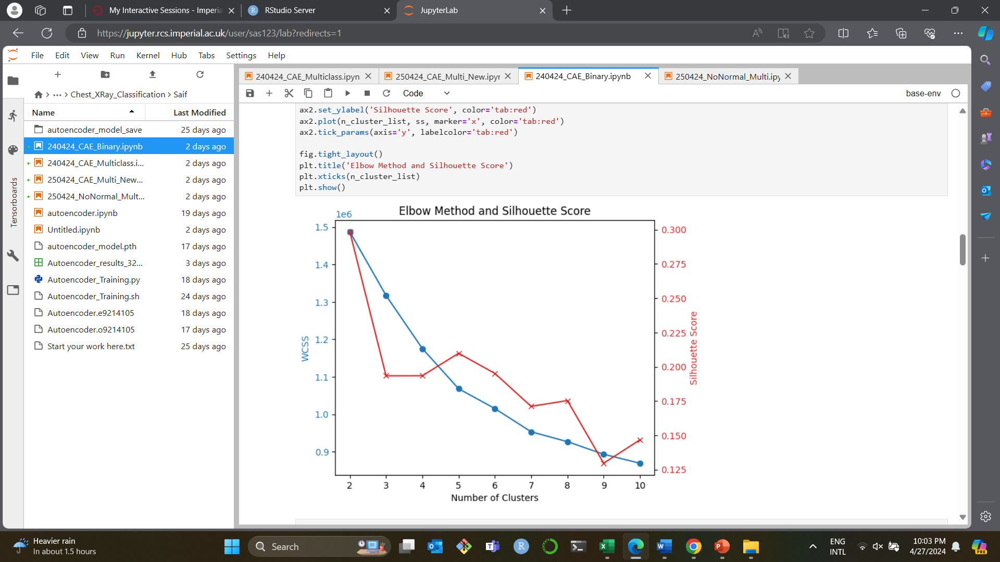 My Interactive Sessions - Imperia
RStudio Server
JupyterLab
https://jupyter.rcs.imperial.ac.uk/user/sas123/lab?redirects=1
File Edit View Run Kernel Hub Tabs Settings Help
240424_CAE_Multiclass.ipyn
250424_CAE_Multi_New.ipyr
240424_CAE_Binary.ipynb
250424_NoNormal_Multi.ipy
Code
base-env
... > Chest_XRay_Classification > Saif
Name Last Modified
autoencoder_model_save 25 days ago
240424_CAE_Binary.ipynb 2 days ago
240424_CAE_Multiclass.i... 2 days ago
250424_CAE_Multi_New... 2 days ago
250424_NoNormal_Mult... 2 days ago
autoencoder.ipynb 19 days ago
Untitled.ipynb 2 days ago
autoencoder_model.pth 17 days ago
Autoencoder_results_32... 3 days ago
Autoencoder_Training.py 18 days ago
Autoencoder_Training.sh 24 days ago
Autoencoder.e9214105 18 days ago
Autoencoder.o9214105 17 days ago
Start your work here.txt 25 days ago
Tensorboards
ax2.set_ylabel('Silhouette Score', color='tab:red')
ax2.plot(n_cluster_list, ss, marker='x', color='tab:red')
ax2.tick_params(axis='y', labelcolor='tab:red')
fig.tight_layout()
plt.title('Elbow Method and Silhouette Score')
plt.xticks(n_cluster_list)
plt.show()
Elbow Method and Silhouette Score
1e6
1.5
1.4
1.3
1.2
1.1
1.0
0.9
WCSS
0.300
0.275
0.250
0.225
0.200
0.175
0.150
0.125
Silhouette Score
2 3 4 5 6 7 8 9 10
Number of Clusters
Heavier rain
In about 1.5 hours
Search
ENG
INTL
10:03 PM
4/27/2024
PRE